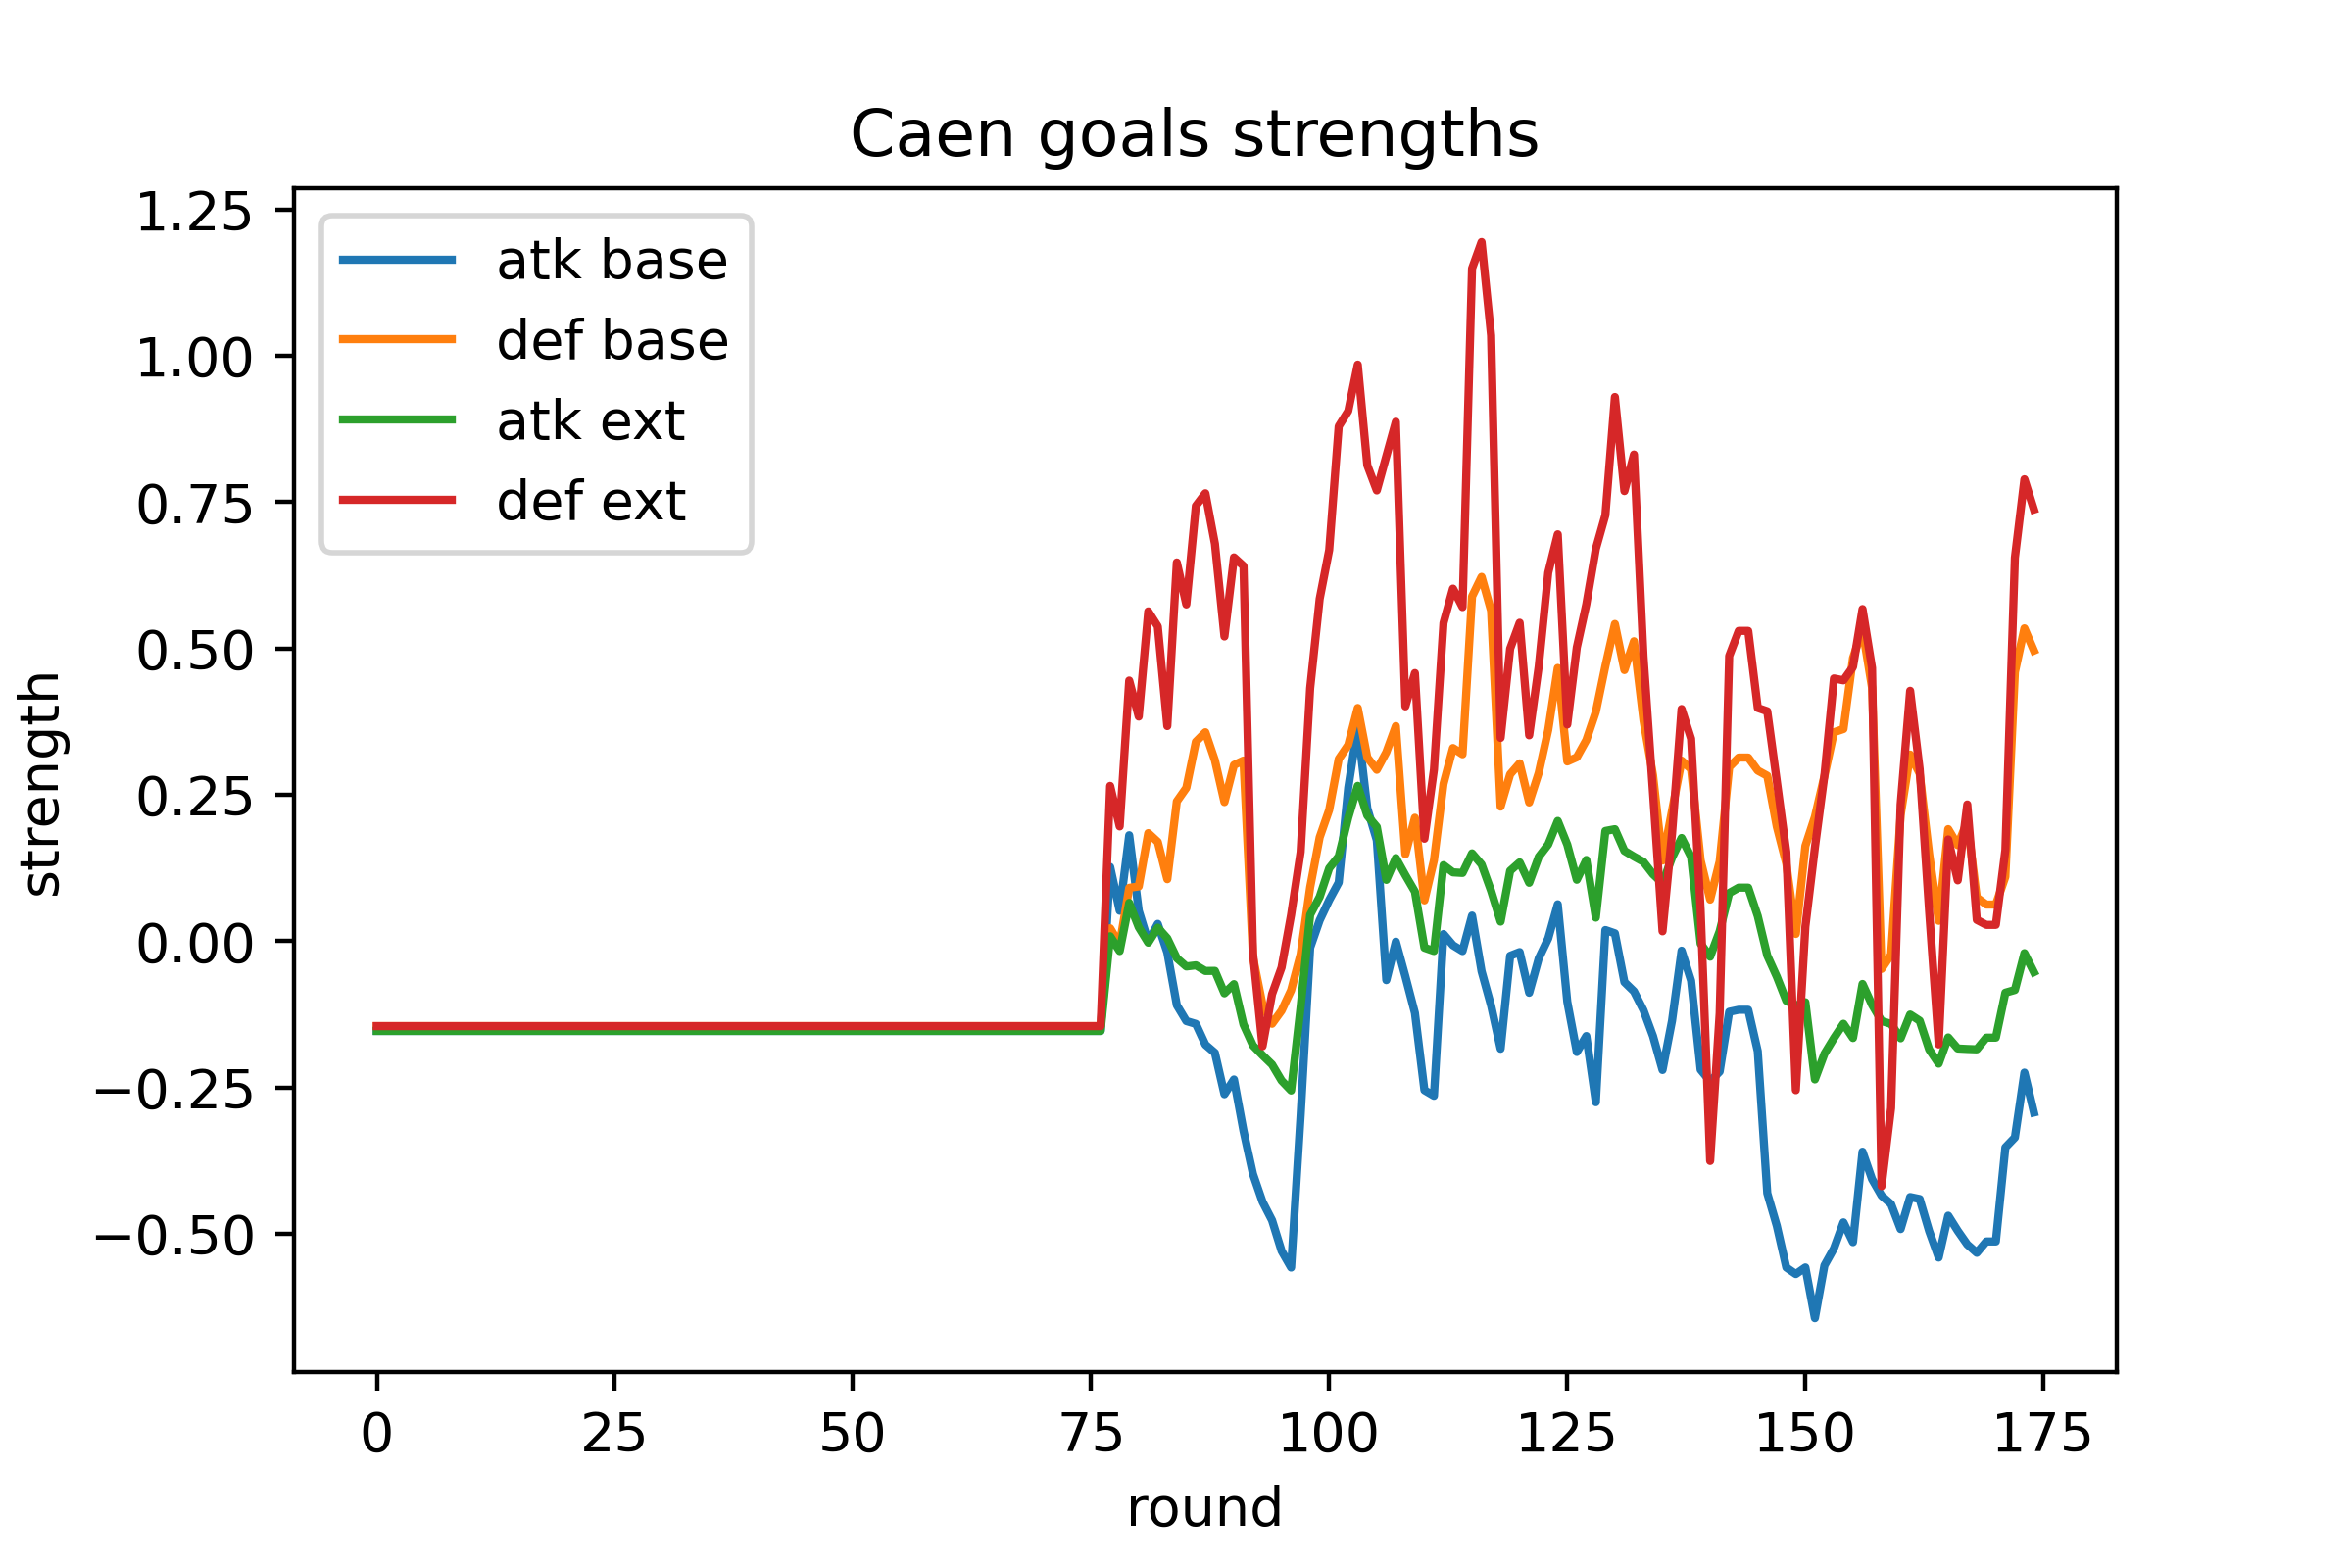 Caen goals strengths
1.25
1.00
0.75
0.50
0.25
0.00
−0.25
−0.50
strength
atk base
def base
atk ext
def ext
0 25 50 75 100 125 150 175
round